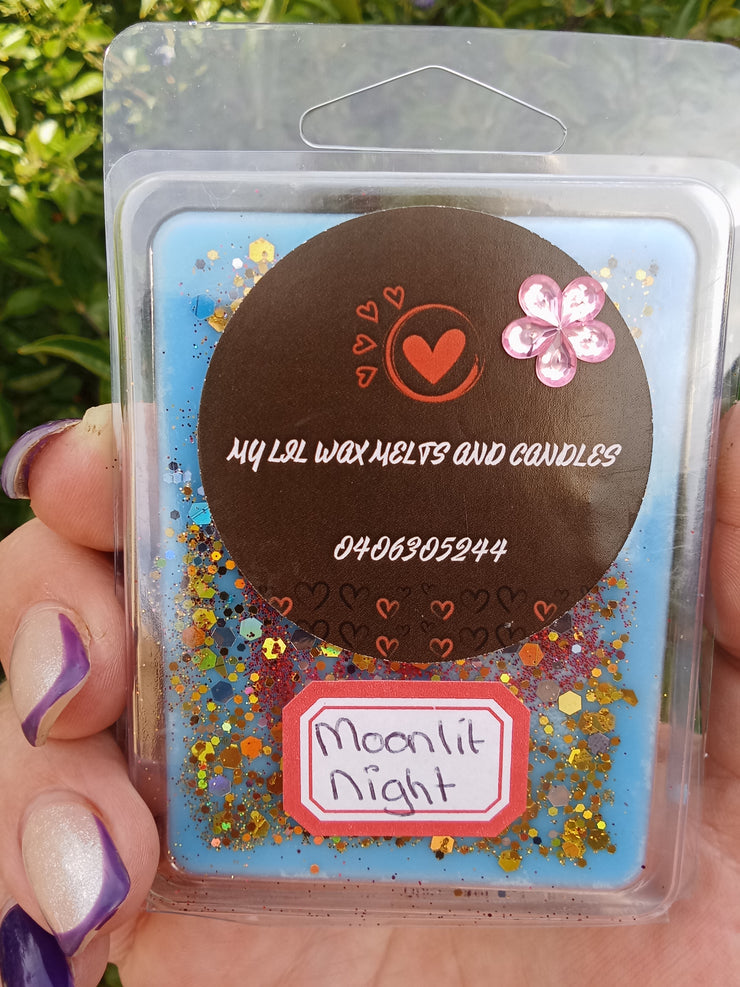 MY LIL WAX MELTS AND CANDLES
0406305244
Moonlit
Night